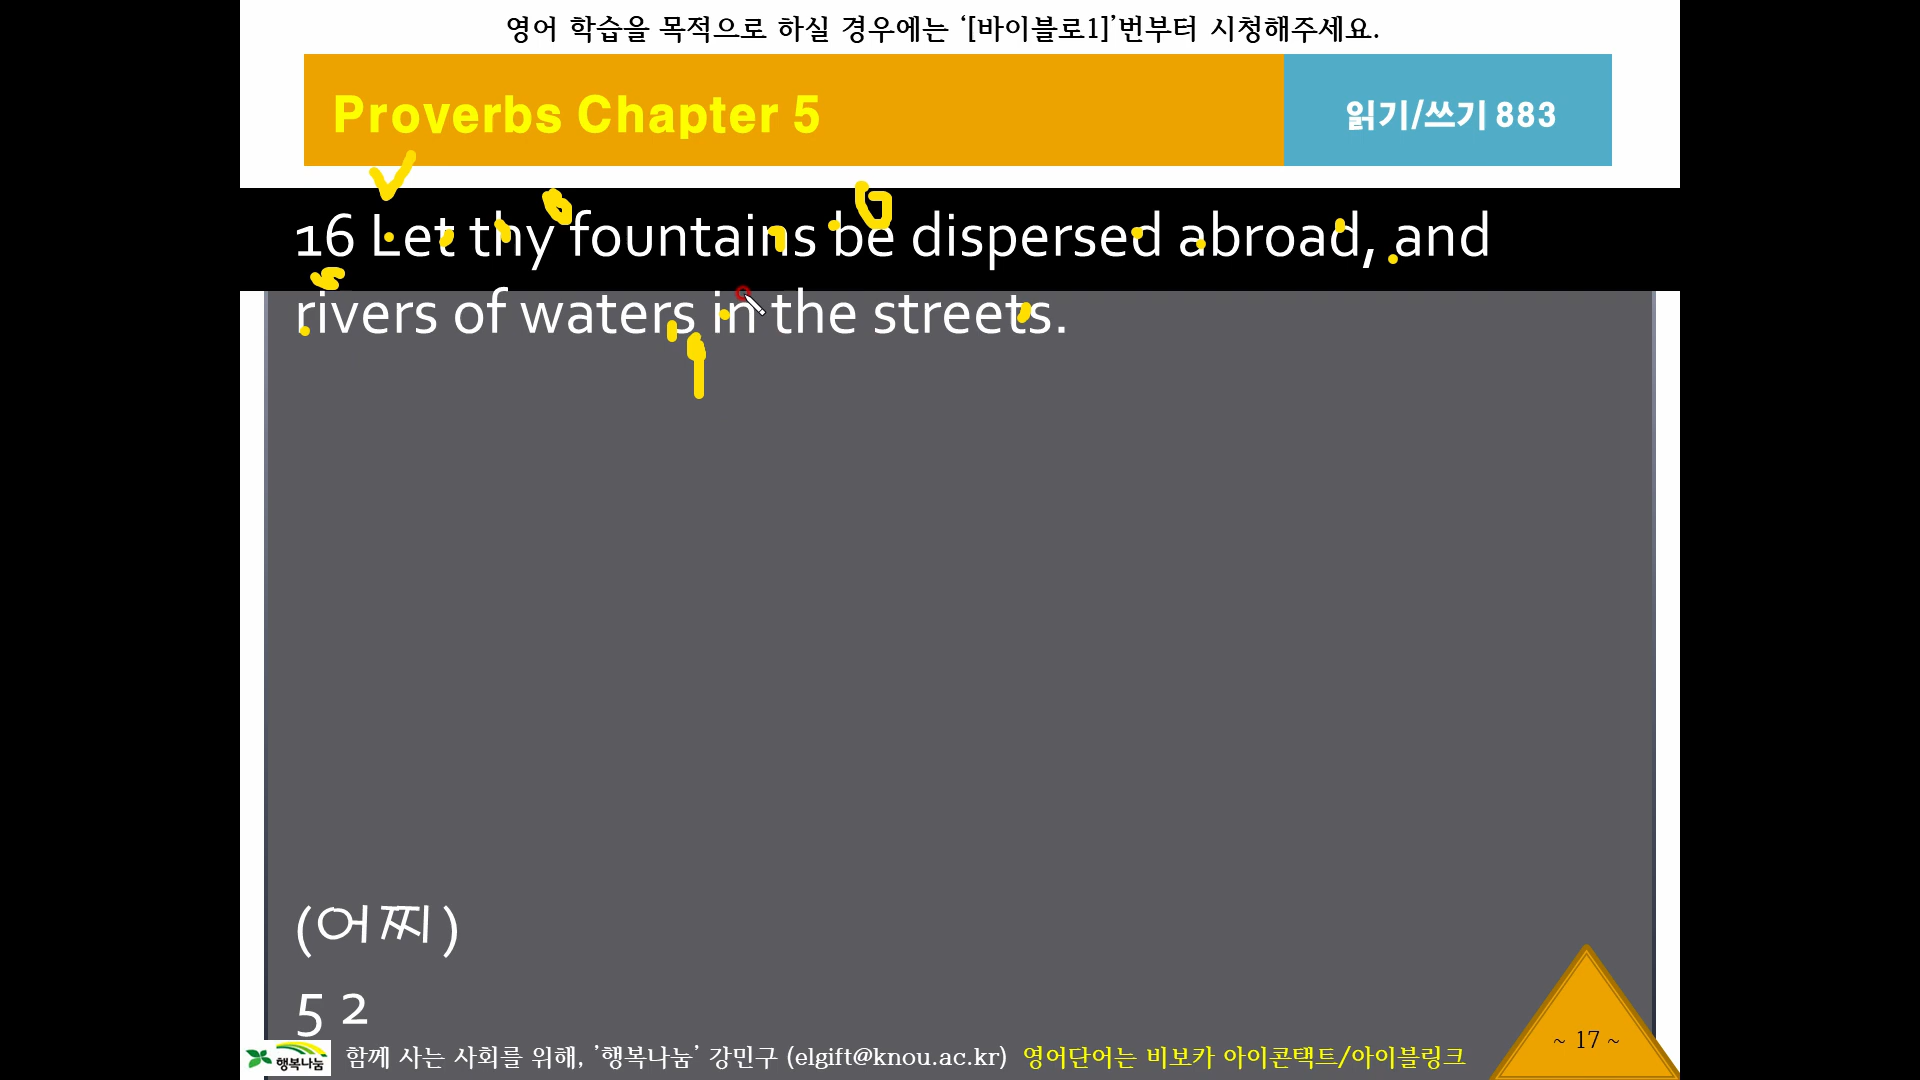 영어 학습을 목적으로 하실 경우에는 ‘[바이블로1]’번부터 시청해주세요.
Proverbs Chapter 5
읽기/쓰기 883
16 Let thy fountains be dispersed abroad, and
rivers of waters in the streets.
(어찌)
5 2
~ 17 ~
행복나눔
함께 사는 사회를 위해, ’행복나눔’ 강민구 (elgift@knou.ac.kr) 영어단어는 비보카 아이콘택트/아이블링크